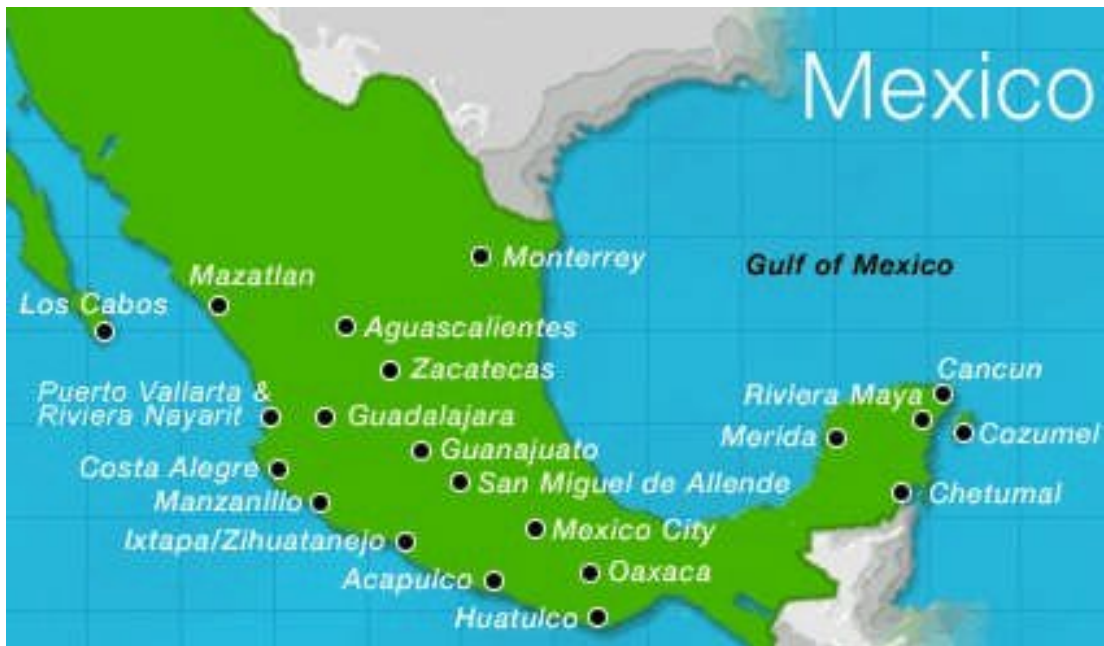 Mexico
Monterrey
Gulf of Mexico
Mazatlan
Los Cabos
Aguascalientes
Zacatecas
Cancun
Puerto Vallarta &
Riviera Nayarit
Riviera Maya
Guadalajara
Merida
Cozumel
Guanajuato
Costa Alegre
San Miguel de Allende
Chetumal
Manzanillo
Mexico City
Ixtapa/Zihuatanejo
Oaxaca
Acapulco
Huatulco